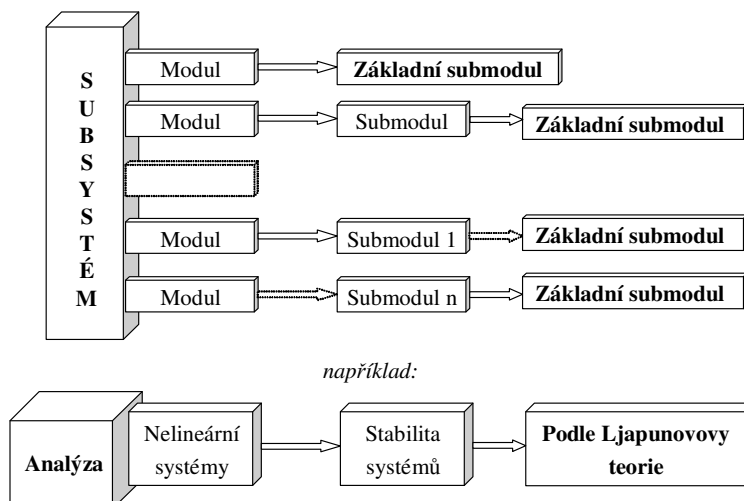 SUBSYSTÉM
Modul Základní submodul
Modul Submodul Základní submodul
Modul Submodul 1 Základní submodul
Modul Submodul n Základní submodul
například:
Analýza
Nelineární
systémy
Stabilita
systémů
Podle Ljapunovovy
teorie